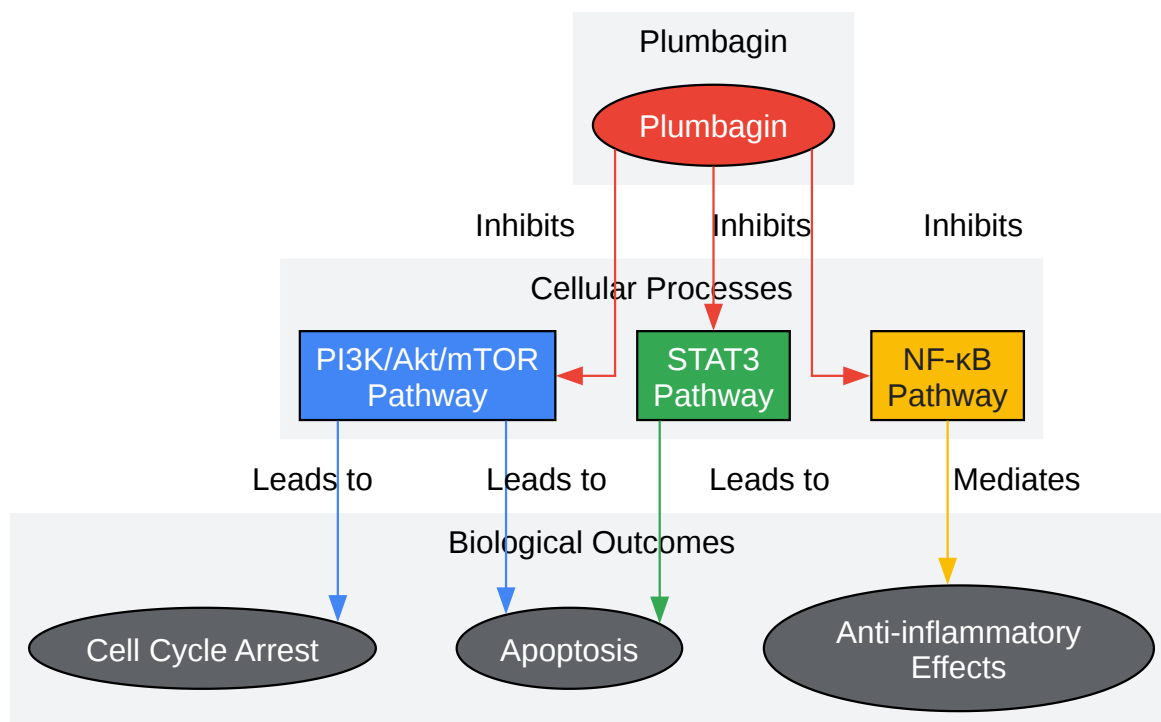 Plumbagin
Plumbagin
Inhibits
Inhibits
Inhibits
Cellular Processes
PI3K/Akt/mTOR
Pathway
STAT3
Pathway
NF-κB
Pathway
Leads to
Leads to
Leads to
Mediates
Biological Outcomes
Cell Cycle Arrest
Apoptosis
Anti-inflammatory
Effects